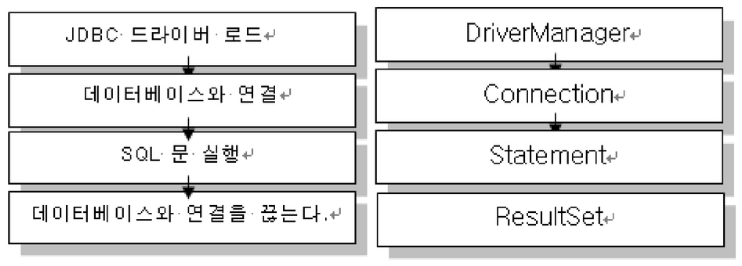 JDBC 드라이버 로드
데이터베이스와 연결
SQL 문 실행
데이터베이스와 연결을 끊는다.
DriverManager
Connection
Statement
ResultSet